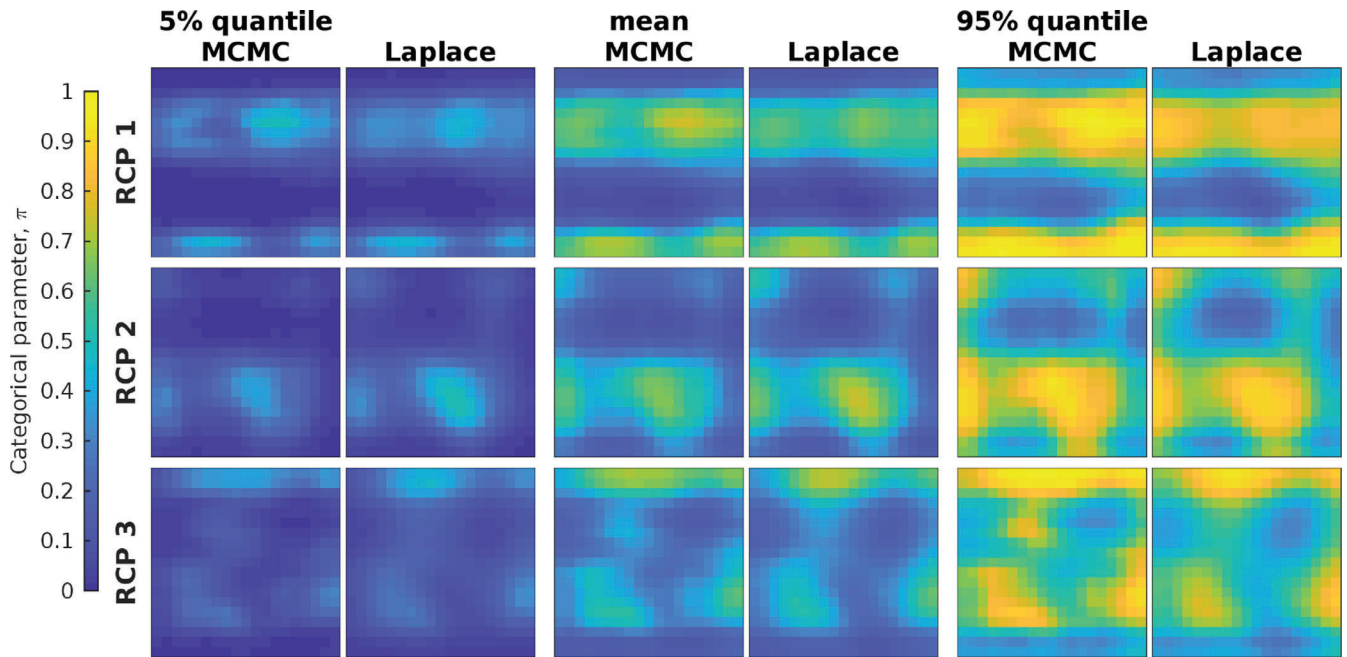 5% quantile mean 95% quantile
MCMC Laplace MCMC Laplace MCMC Laplace
Categorical parameter, π
1
0.9
0.8
0.7
0.6
0.5
0.4
0.3
0.2
0.1
0
RCP 1
RCP 2
RCP 3